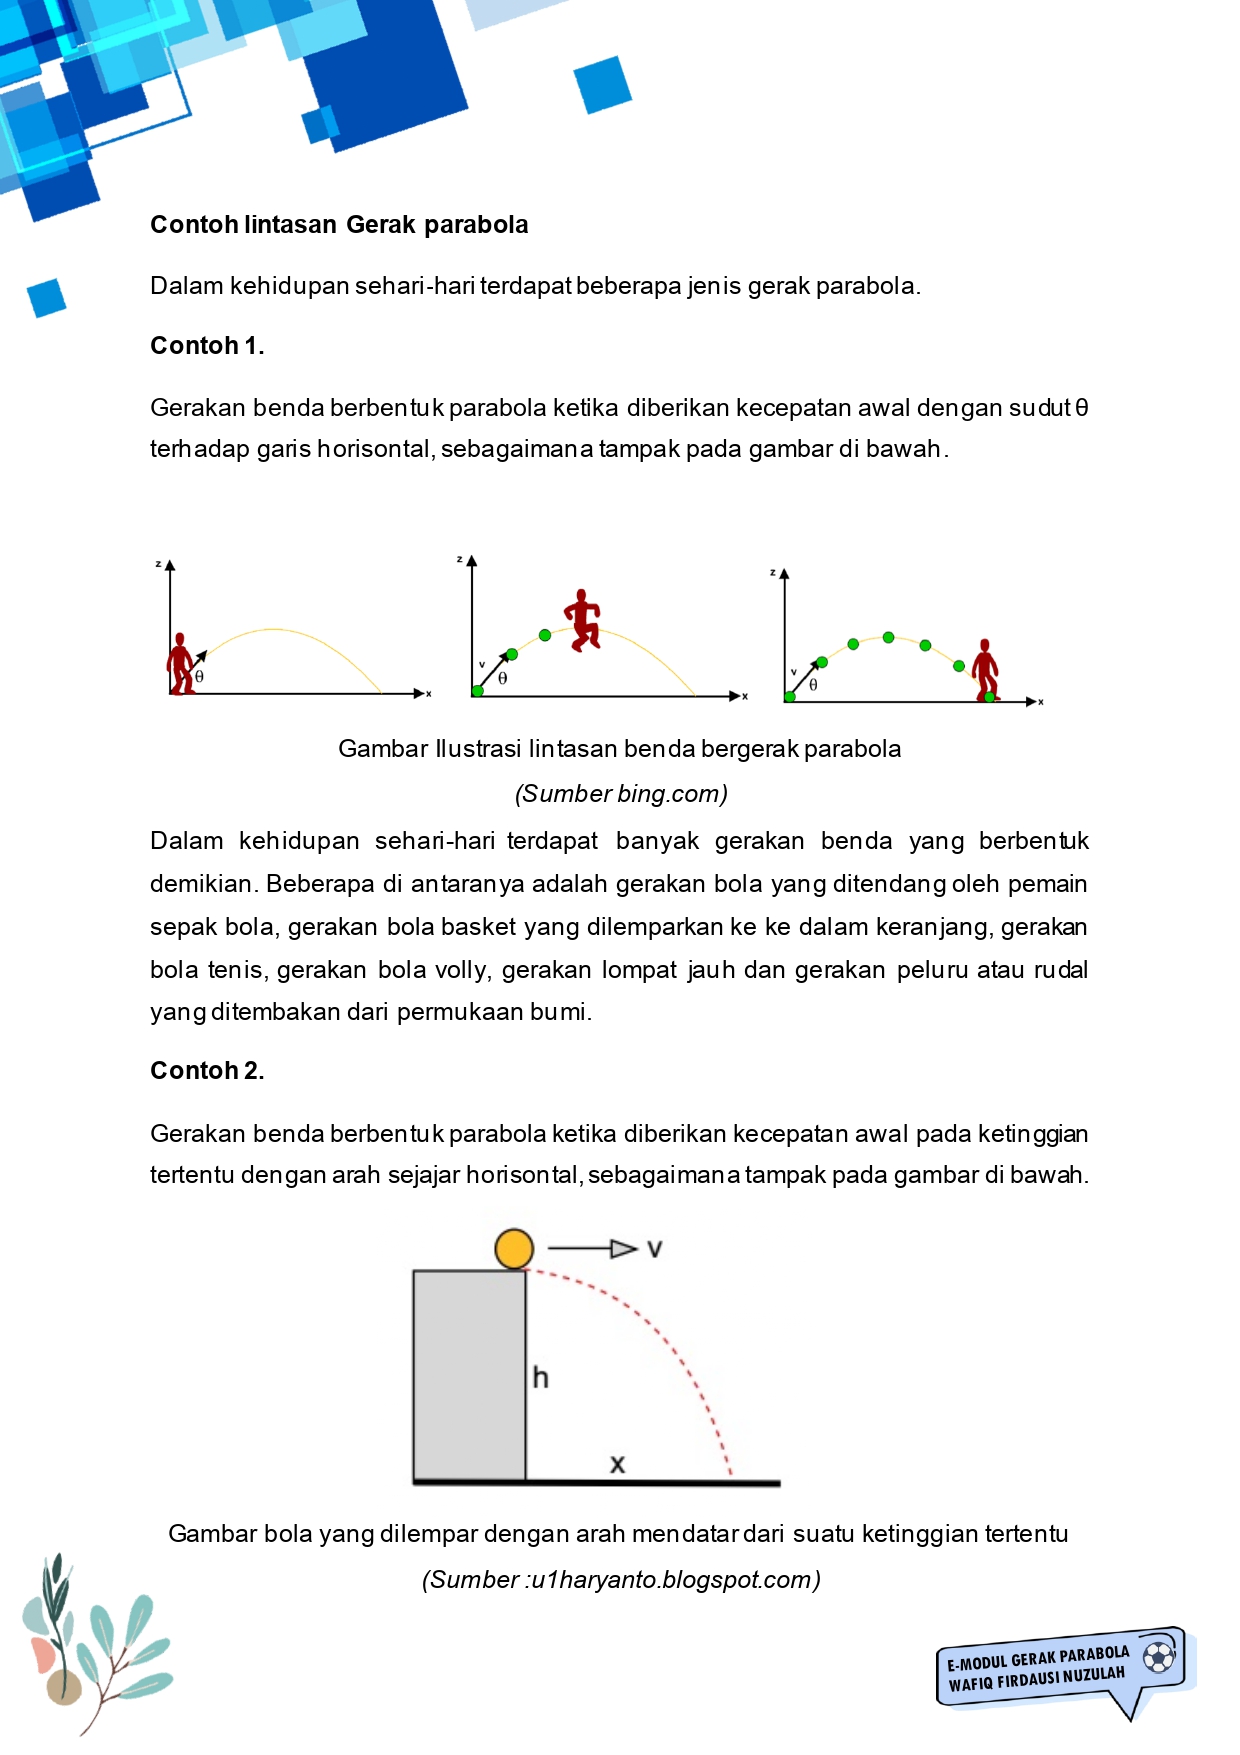 Contoh lintasan Gerak parabola
Dalam kehidupan sehari-hari terdapat beberapa jenis gerak parabola.
Contoh 1.
Gerakan benda berbentuk parabola ketika diberikan kecepatan awal dengan sudut θ
terhadap garis horisontal, sebagaimana tampak pada gambar di bawah.
z
θ
x
z
v
θ
x
z
v
θ
x
Gambar Ilustrasi lintasan benda bergerak parabola
(Sumber bing.com)
Dalam kehidupan sehari-hari terdapat banyak gerakan benda yang berbentuk
demikian. Beberapa di antaranya adalah gerakan bola yang ditendang oleh pemain
sepak bola, gerakan bola basket yang dilemparkan ke ke dalam keranjang, gerakan
bola tenis, gerakan bola volly, gerakan lompat jauh dan gerakan peluru atau rudal
yang ditembakan dari permukaan bumi.
Contoh 2.
Gerakan benda berbentuk parabola ketika diberikan kecepatan awal pada ketinggian
tertentu dengan arah sejajar horisontal, sebagaimana tampak pada gambar di bawah.
v
h
x
Gambar bola yang dilempar dengan arah mendatar dari suatu ketinggian tertentu
(Sumber :u1haryanto.blogspot.com)
E-MODUL GERAK PARABOLA
WAFIQ FIRDAUSI NUZULAH